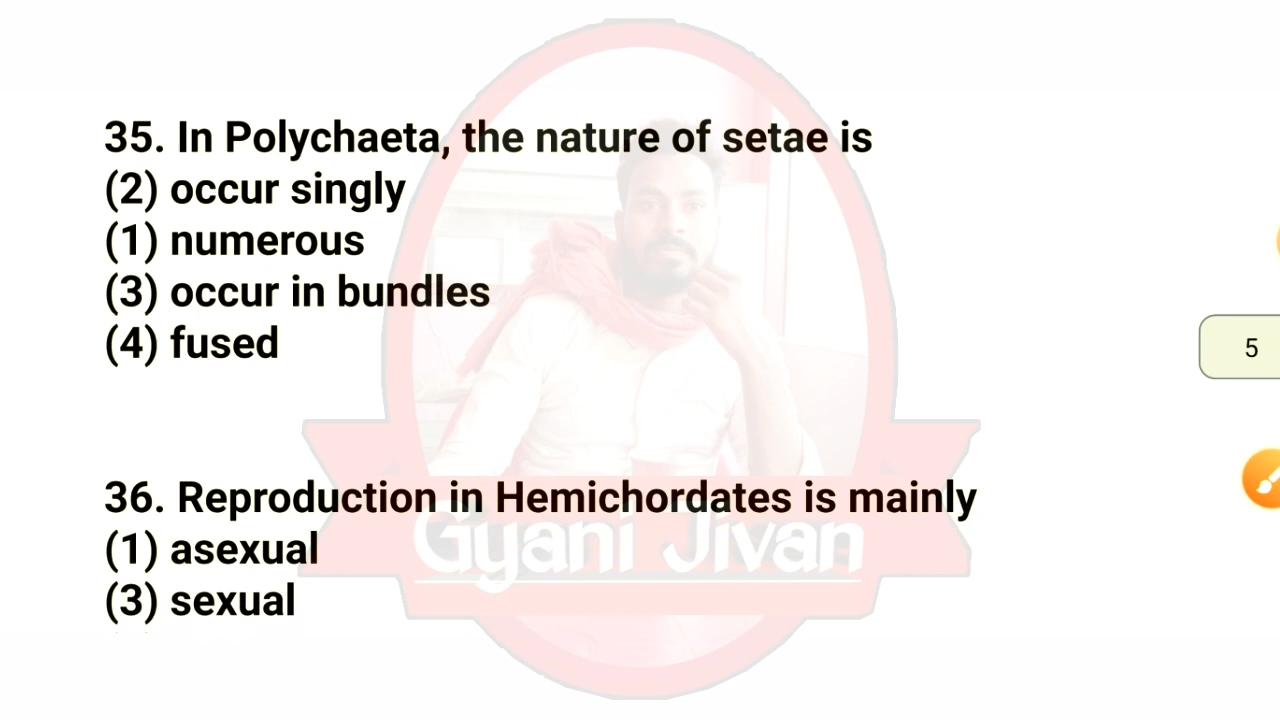 35. In Polychaeta, the nature of setae is
(2) occur singly
(1) numerous
(3) occur in bundles
(4) fused
5
36. Reproduction in Hemichordates is mainly
(1) asexual
Gyani Jivan
(3) sexual